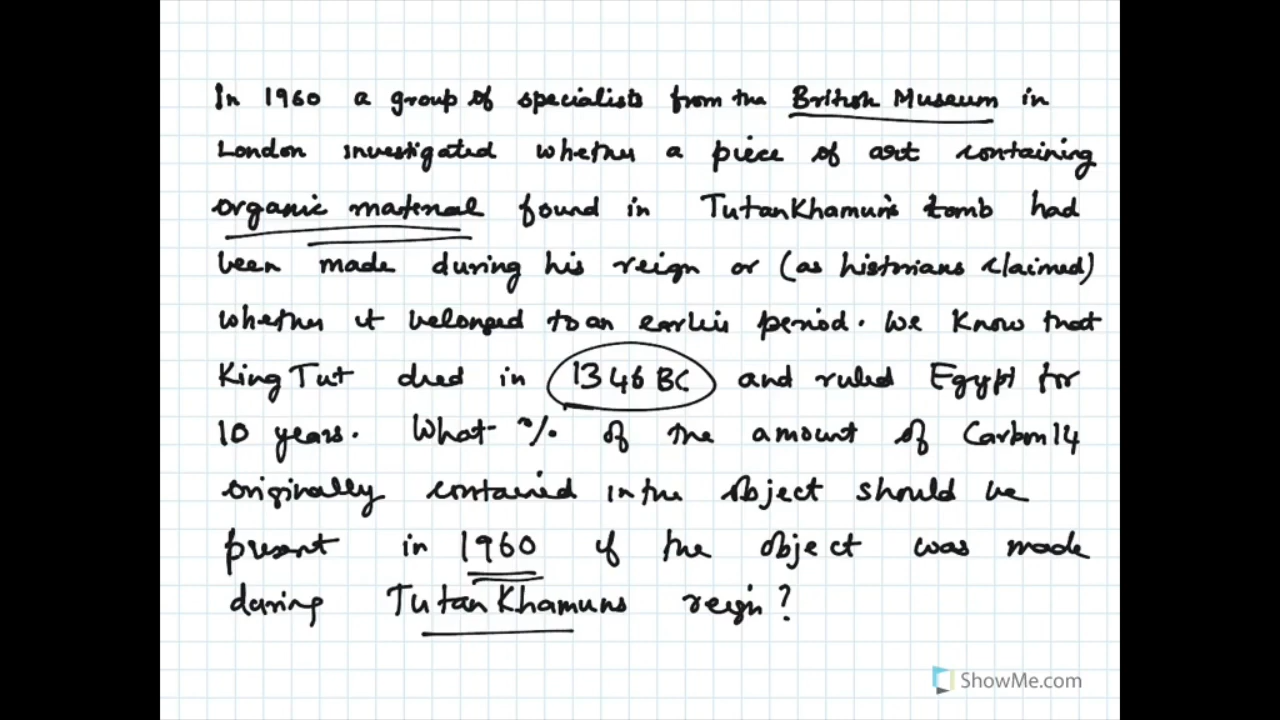 In 1960 a group of specialists from the British Museum in
London investigated whether a piece of art containing
organic material found in TutanKhamun's tomb had
been made during his reign or (as historians claimed)
whether it belonged to an earlier period. We Know that
King Tut died in 1346 BC and ruled Egypt for
10 years. What % of the amount of Carbon 14
originally contained in the object should be
present in 1960 if the object was made
during TutanKhamuns reign?
ShowMe.com